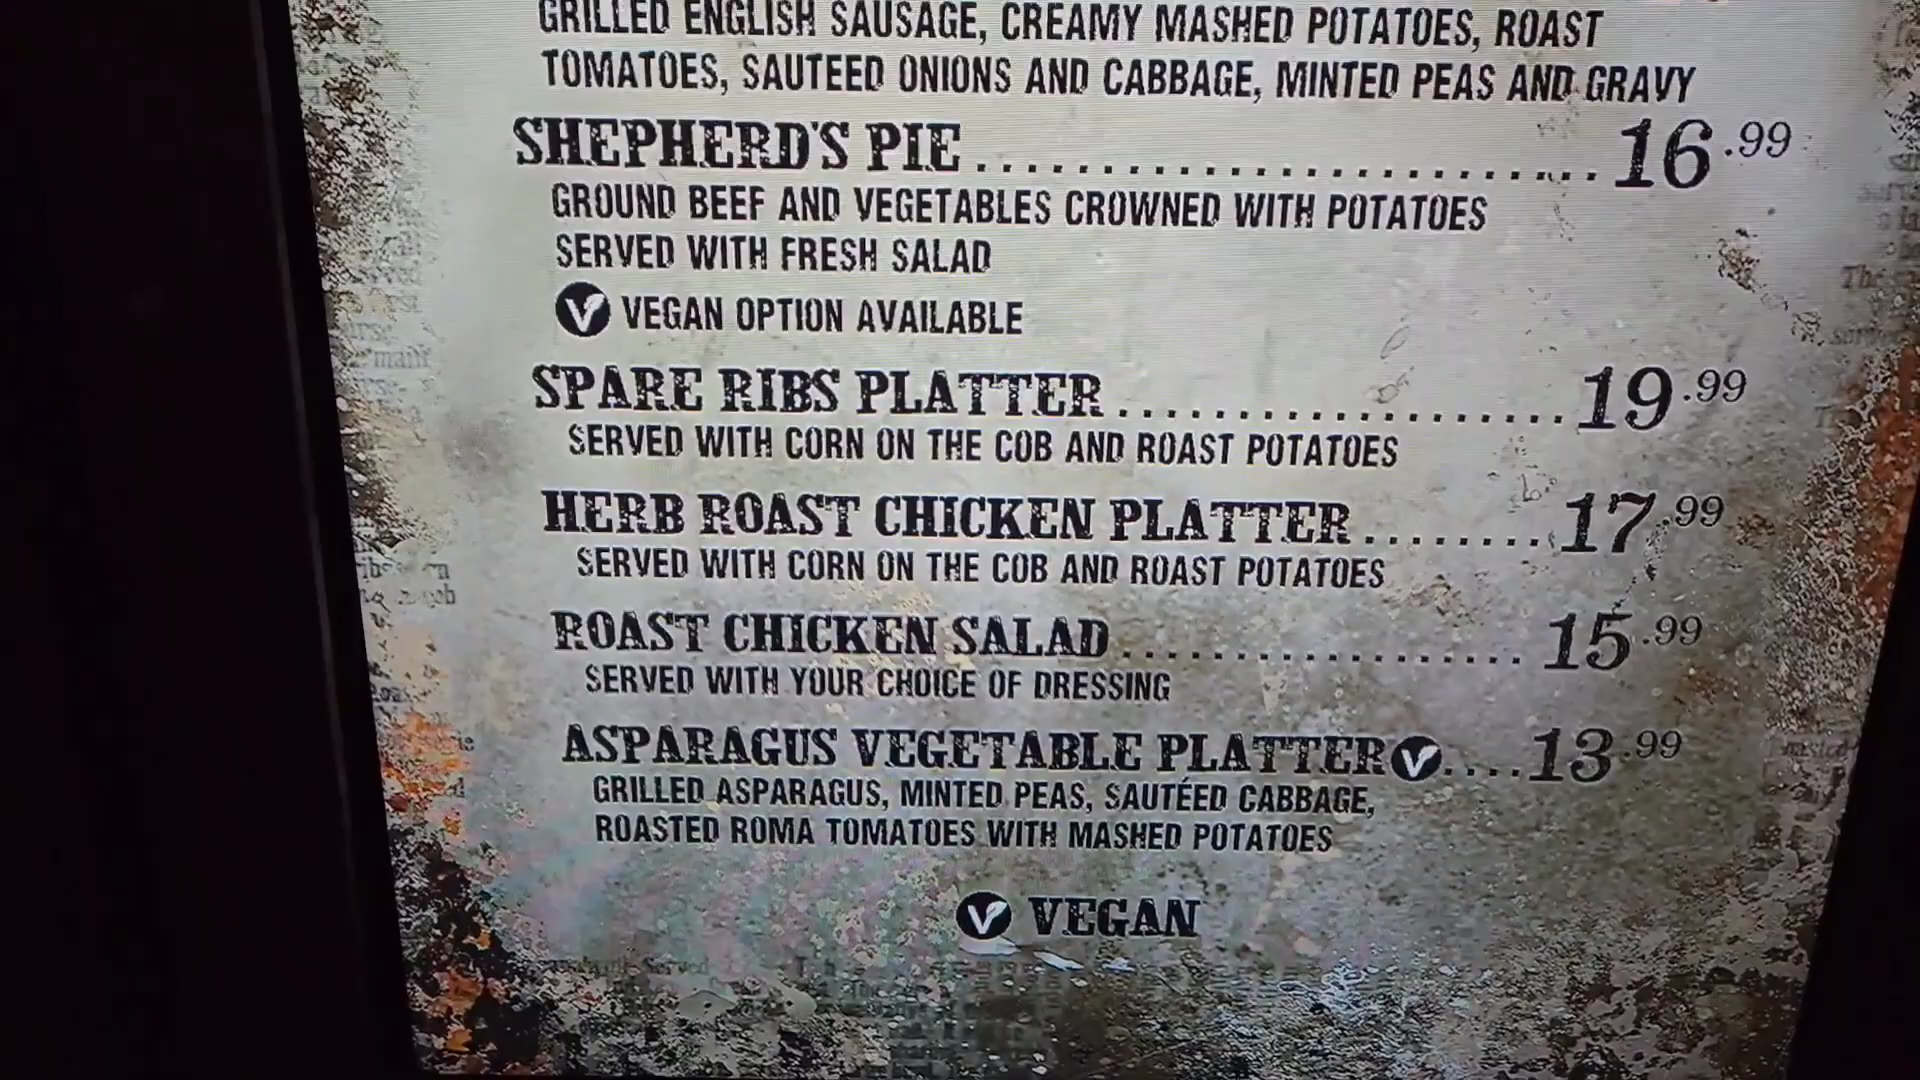 GRILLED ENGLISH SAUSAGE, CREAMY MASHED POTATOES, ROAST
TOMATOES, SAUTEED ONIONS AND CABBAGE, MINTED PEAS AND GRAVY
SHEPHERD'S PIE..............................16.99
GROUND BEEF AND VEGETABLES CROWNED WITH POTATOES
SERVED WITH FRESH SALAD
V VEGAN OPTION AVAILABLE
SPARE RIBS PLATTER....................19.99
SERVED WITH CORN ON THE COB AND ROAST POTATOES
HERB ROAST CHICKEN PLATTER.........17.99
SERVED WITH CORN ON THE COB AND ROAST POTATOES
ROAST CHICKEN SALAD..................15.99
SERVED WITH YOUR CHOICE OF DRESSING
ASPARAGUS VEGETABLE PLATTER V....13.99
GRILLED ASPARAGUS, MINTED PEAS, SAUTÉED CABBAGE,
ROASTED ROMA TOMATOES WITH MASHED POTATOES
V VEGAN